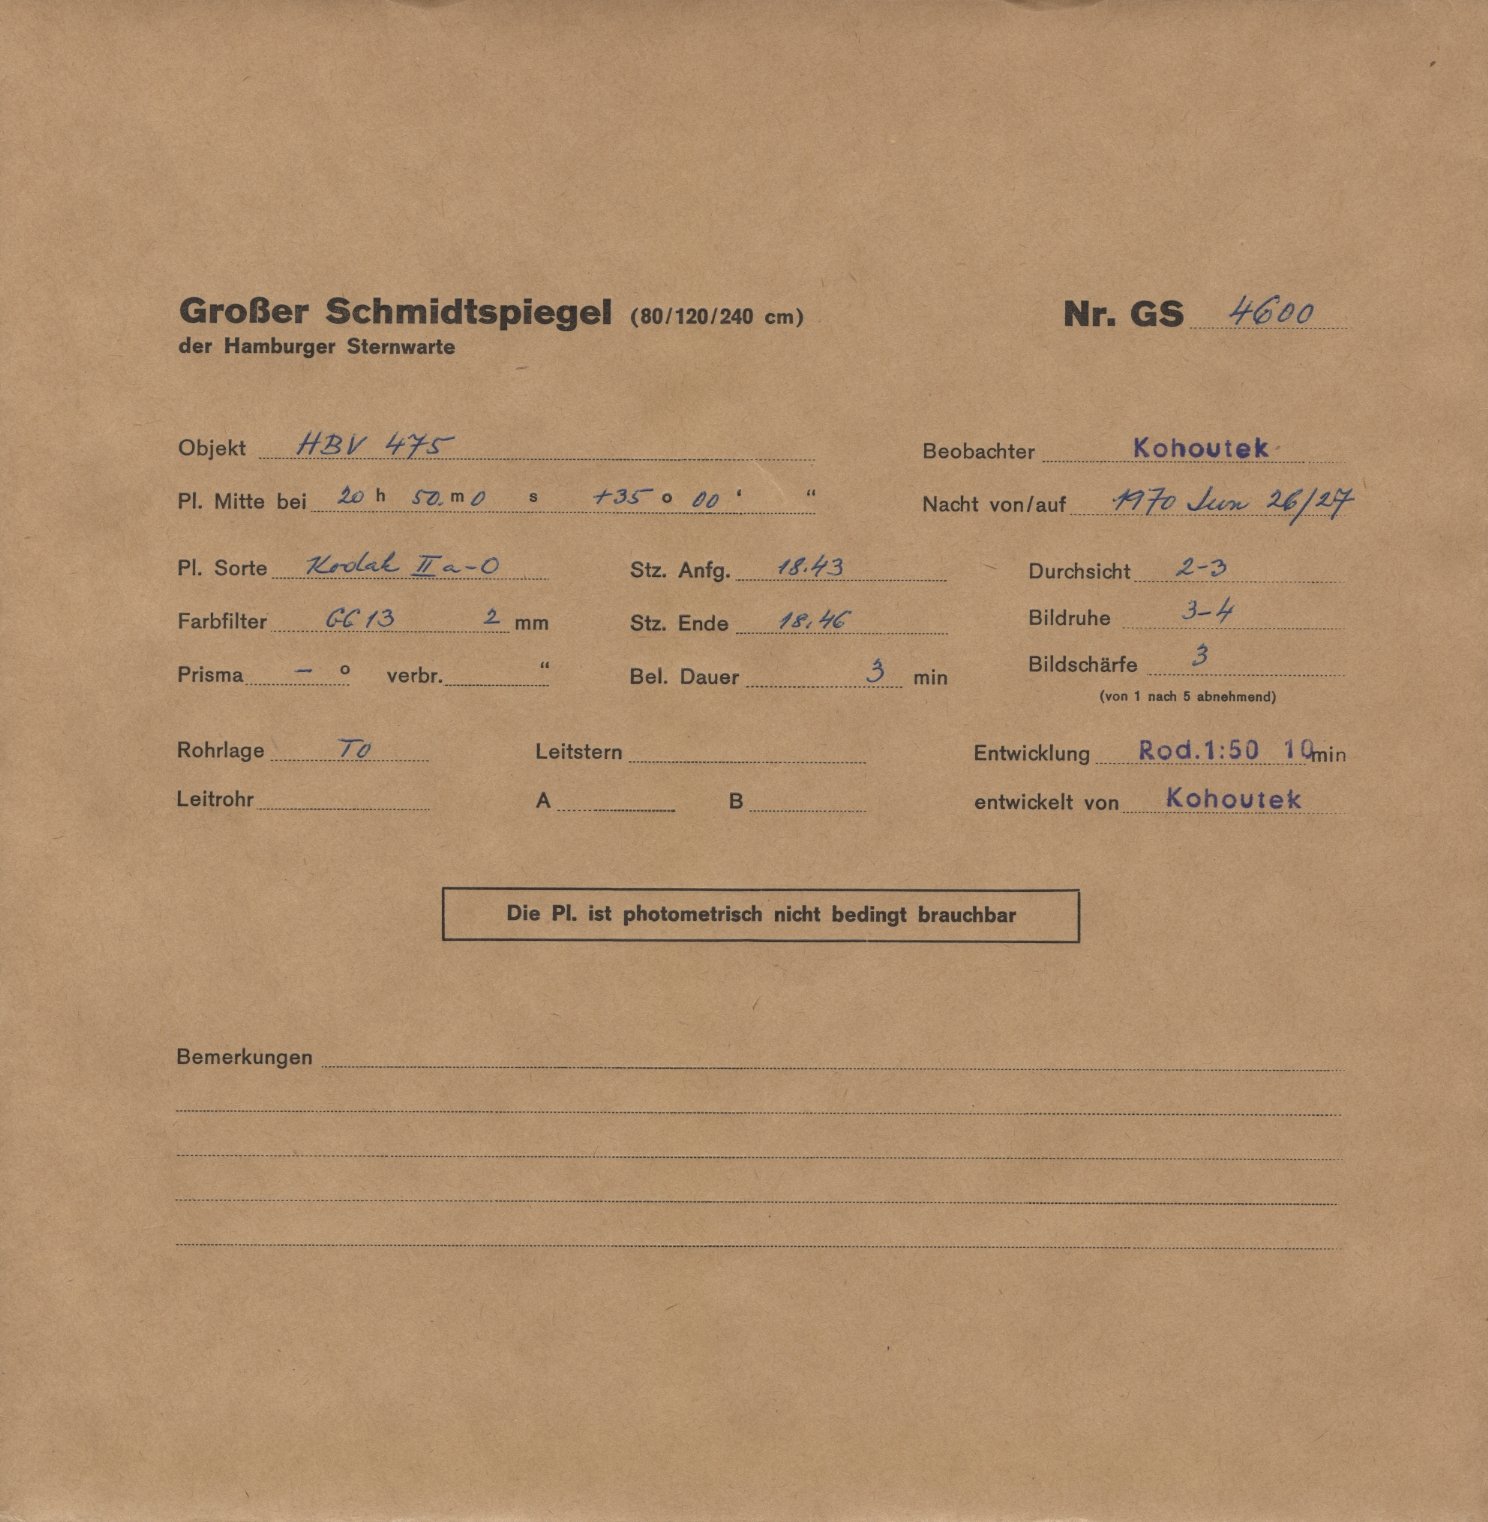 Großer Schmidtspiegel (80/120/240 cm) Nr. GS 4600
der Hamburger Sternwarte
Objekt HBV 475 Beobachter Kohoutek
Pl. Mitte bei 20 h 50. m 0 s +35 o 00 ‘ “ Nacht von/auf 1970 Jun 26/27
Pl. Sorte Kodak IIa-O Stz. Anfg. 18.43 Durchsicht 2-3
Farbfilter GG 13 2 mm Stz. Ende 18.46 Bildruhe 3-4
Prisma – o verbr. “ Bel. Dauer 3 min Bildschärfe 3
(von 1 nach 5 abnehmend)
Rohrlage TO Leitstern Entwicklung Rod.1:50 10 min
Leitrohr A B entwickelt von Kohoutek
Die Pl. ist photometrisch nicht bedingt brauchbar
Bemerkungen